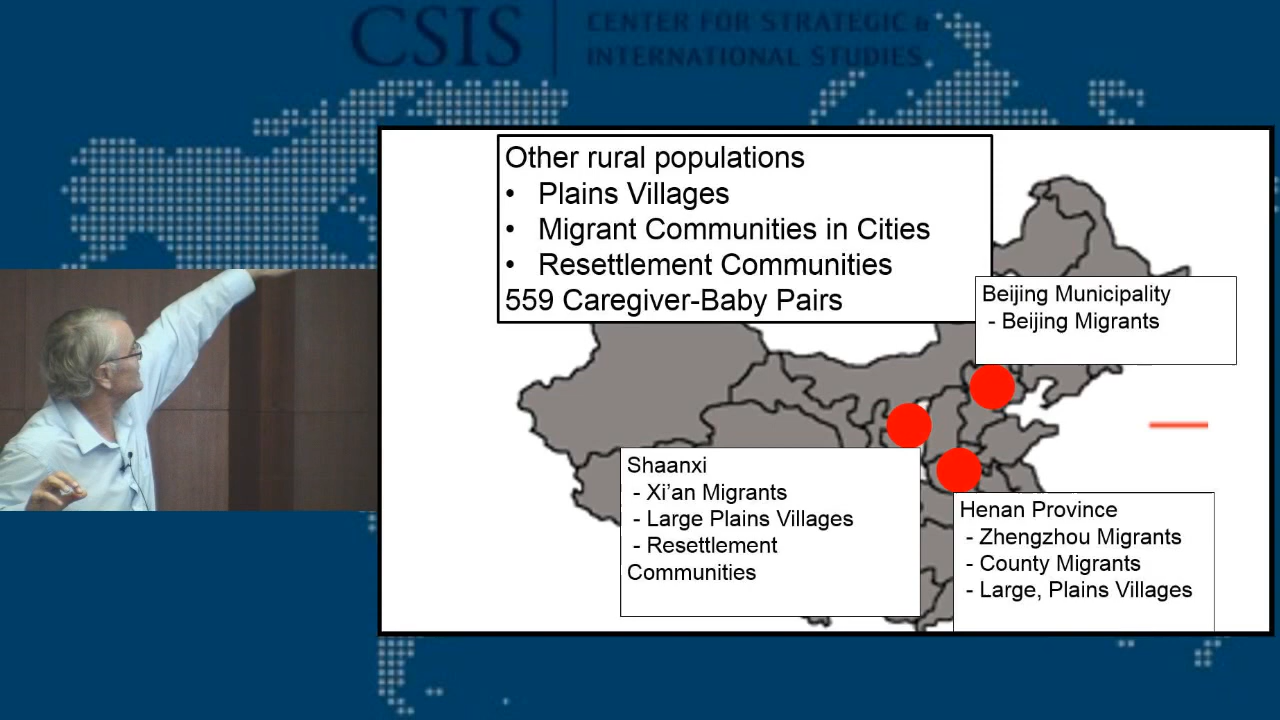 CSIS
CENTER FOR STRATEGIC &
INTERNATIONAL STUDIES
Other rural populations
• Plains Villages
• Migrant Communities in Cities
• Resettlement Communities
559 Caregiver-Baby Pairs
Beijing Municipality
- Beijing Migrants
Shaanxi
- Xi’an Migrants
- Large Plains Villages
- Resettlement
Communities
Henan Province
- Zhengzhou Migrants
- County Migrants
- Large, Plains Villages